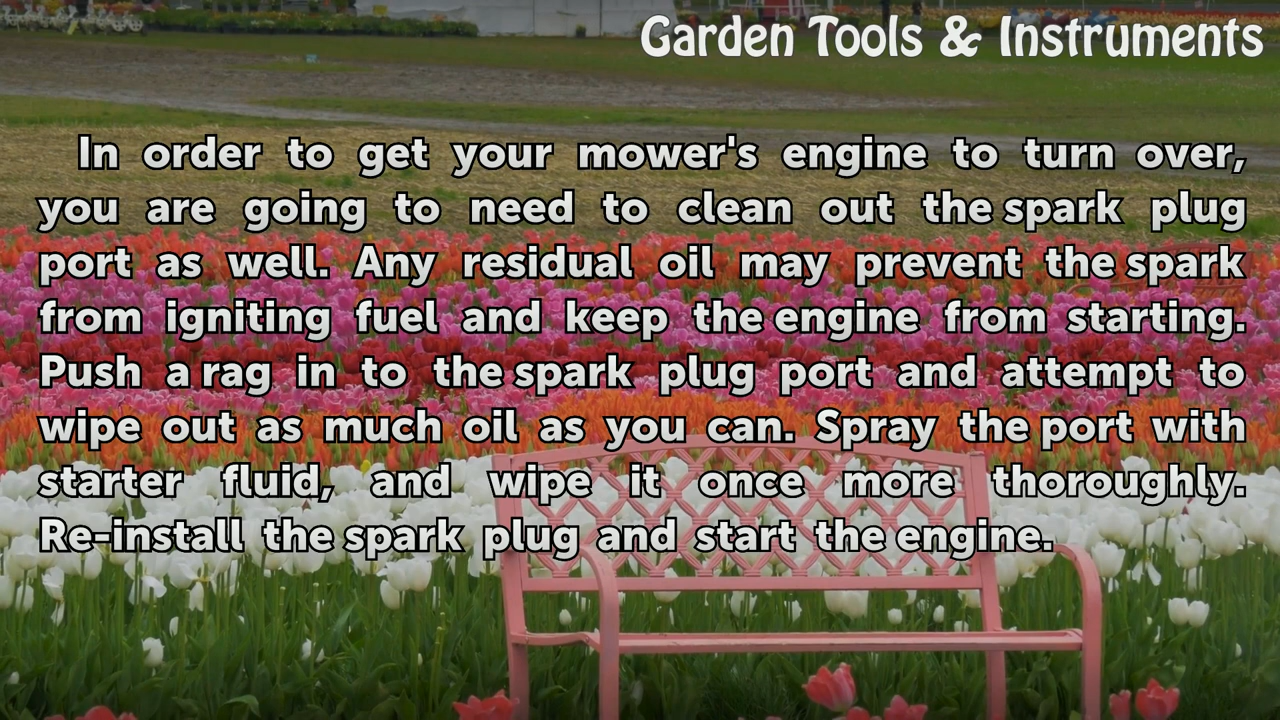 Garden Tools & Instruments
In order to get your mower's engine to turn over,
you are going to need to clean out the spark plug
port as well. Any residual oil may prevent the spark
from igniting fuel and keep the engine from starting.
Push a rag in to the spark plug port and attempt to
wipe out as much oil as you can. Spray the port with
starter fluid, and wipe it once more thoroughly.
Re-install the spark plug and start the engine.